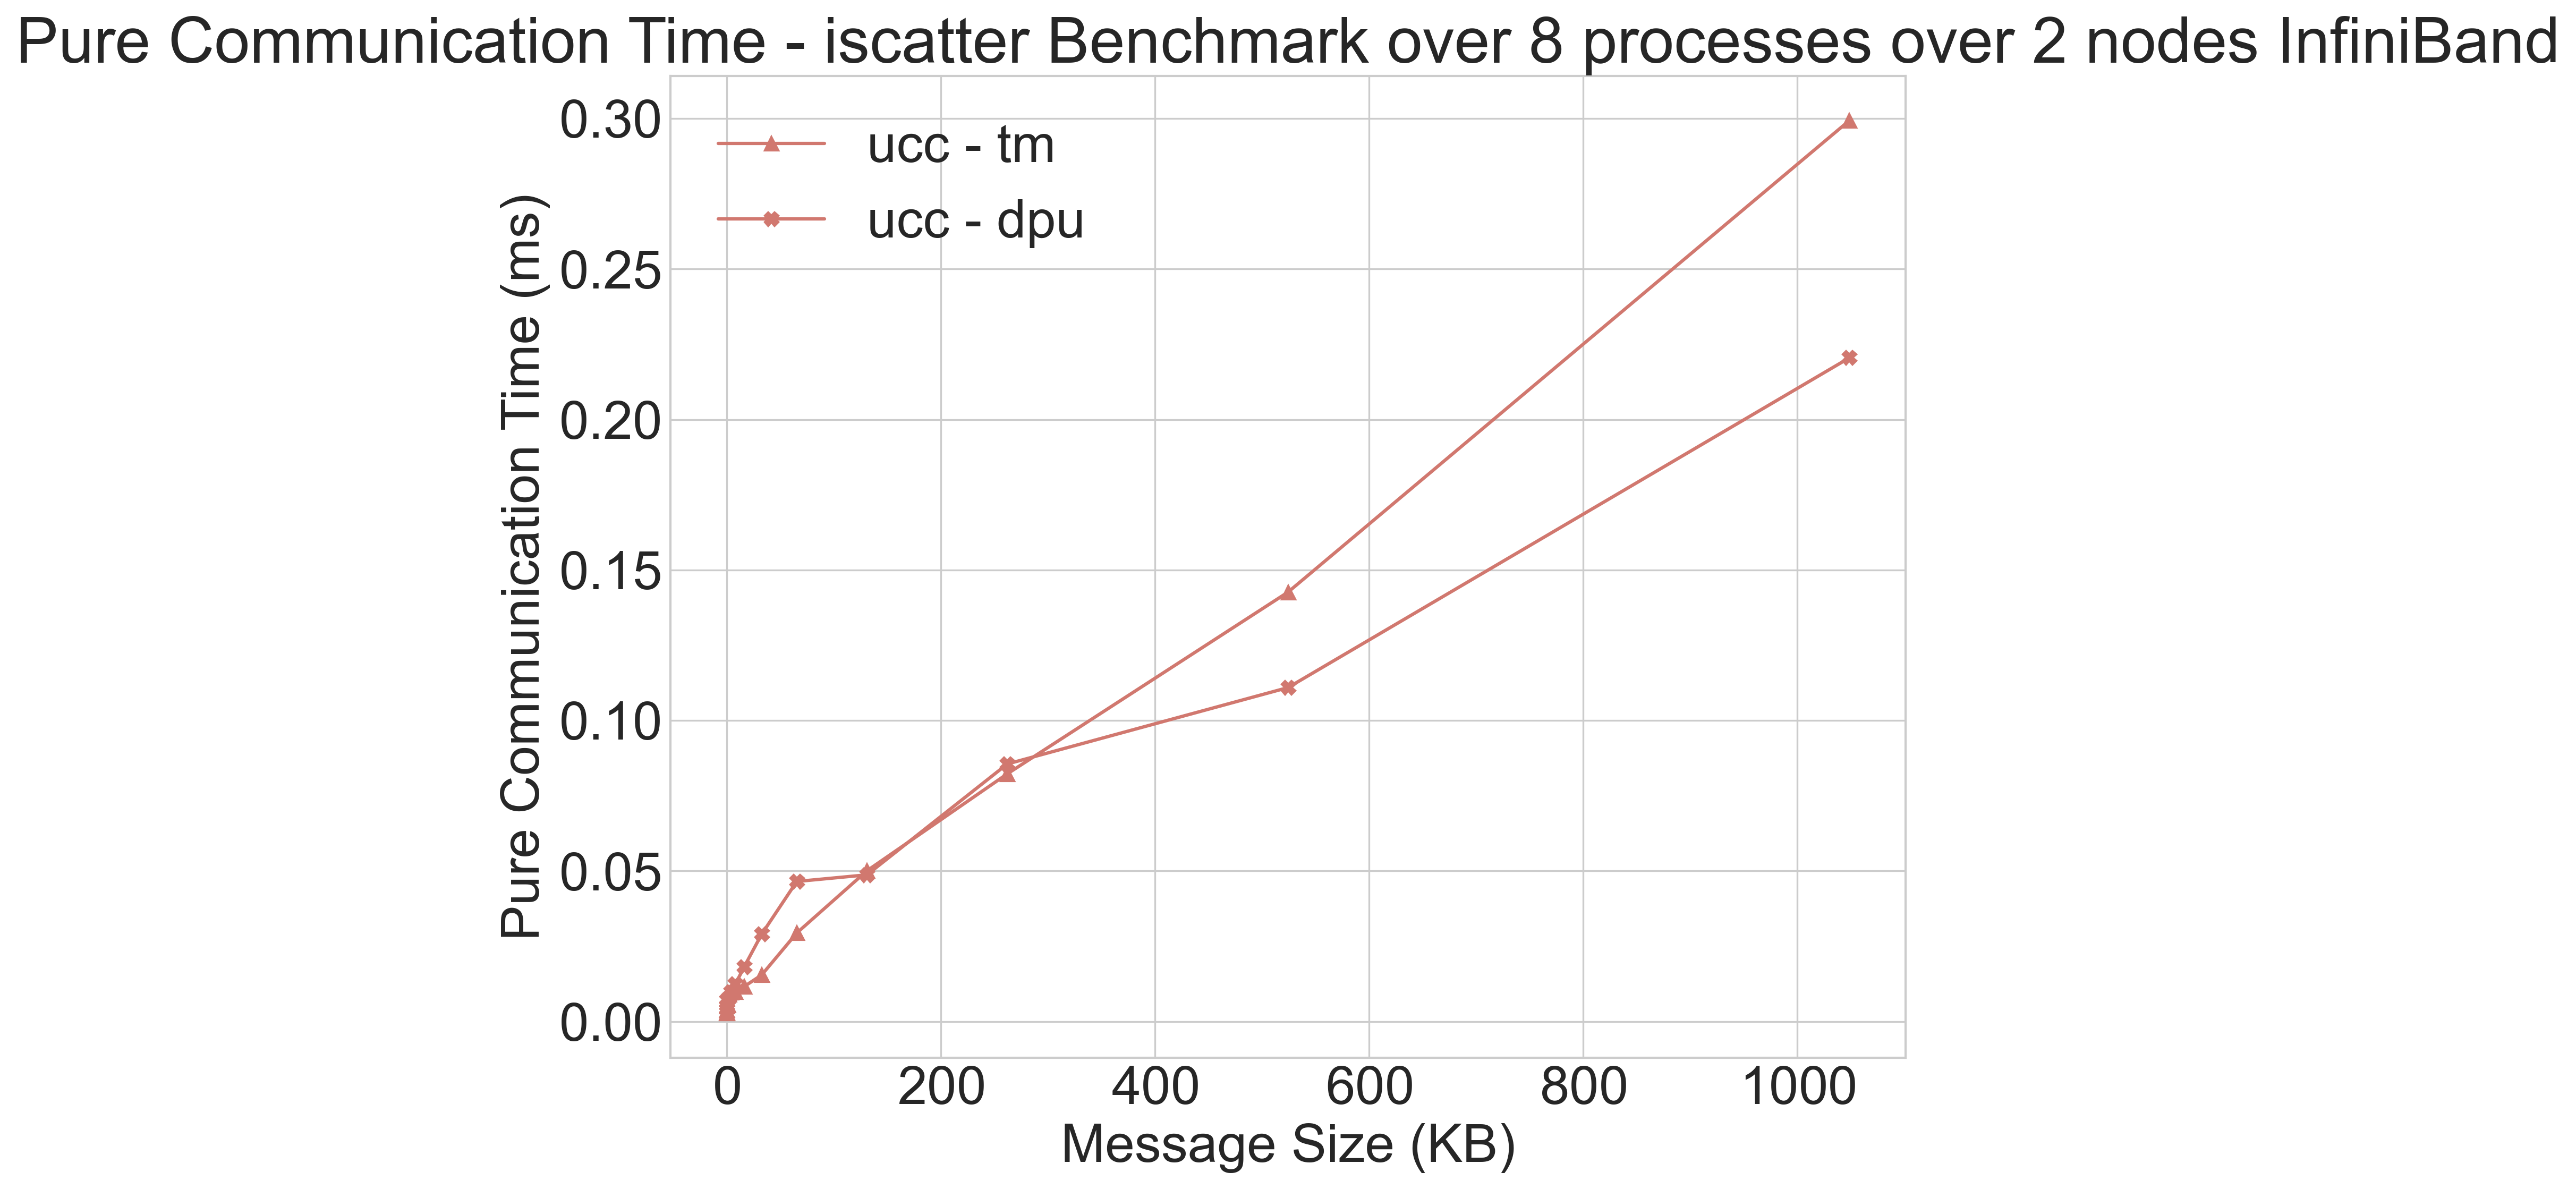 Pure Communication Time - iscatter Benchmark over 8 processes over 2 nodes InfiniBand
ucc - tm
ucc - dpu
Pure Communication Time (ms)
0.30
0.25
0.20
0.15
0.10
0.05
0.00
0 200 400 600 800 1000
Message Size (KB)